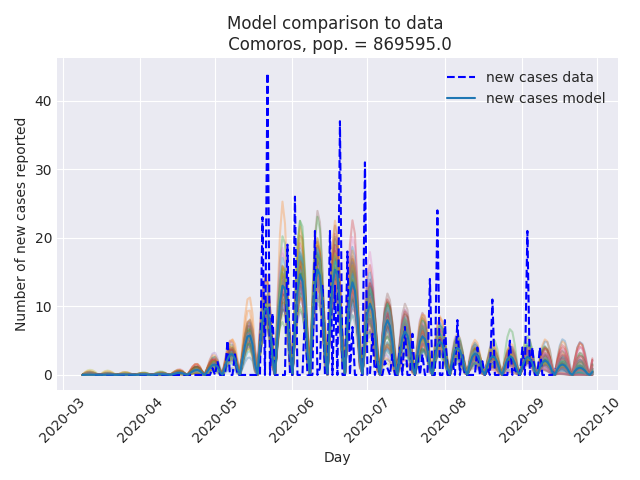 Model comparison to data
Comoros, pop. = 869595.0
new cases data
new cases model
Number of new cases reported
40
30
20
10
0
2020-03
2020-04
2020-05
2020-06
2020-07
2020-08
2020-09
2020-10
Day